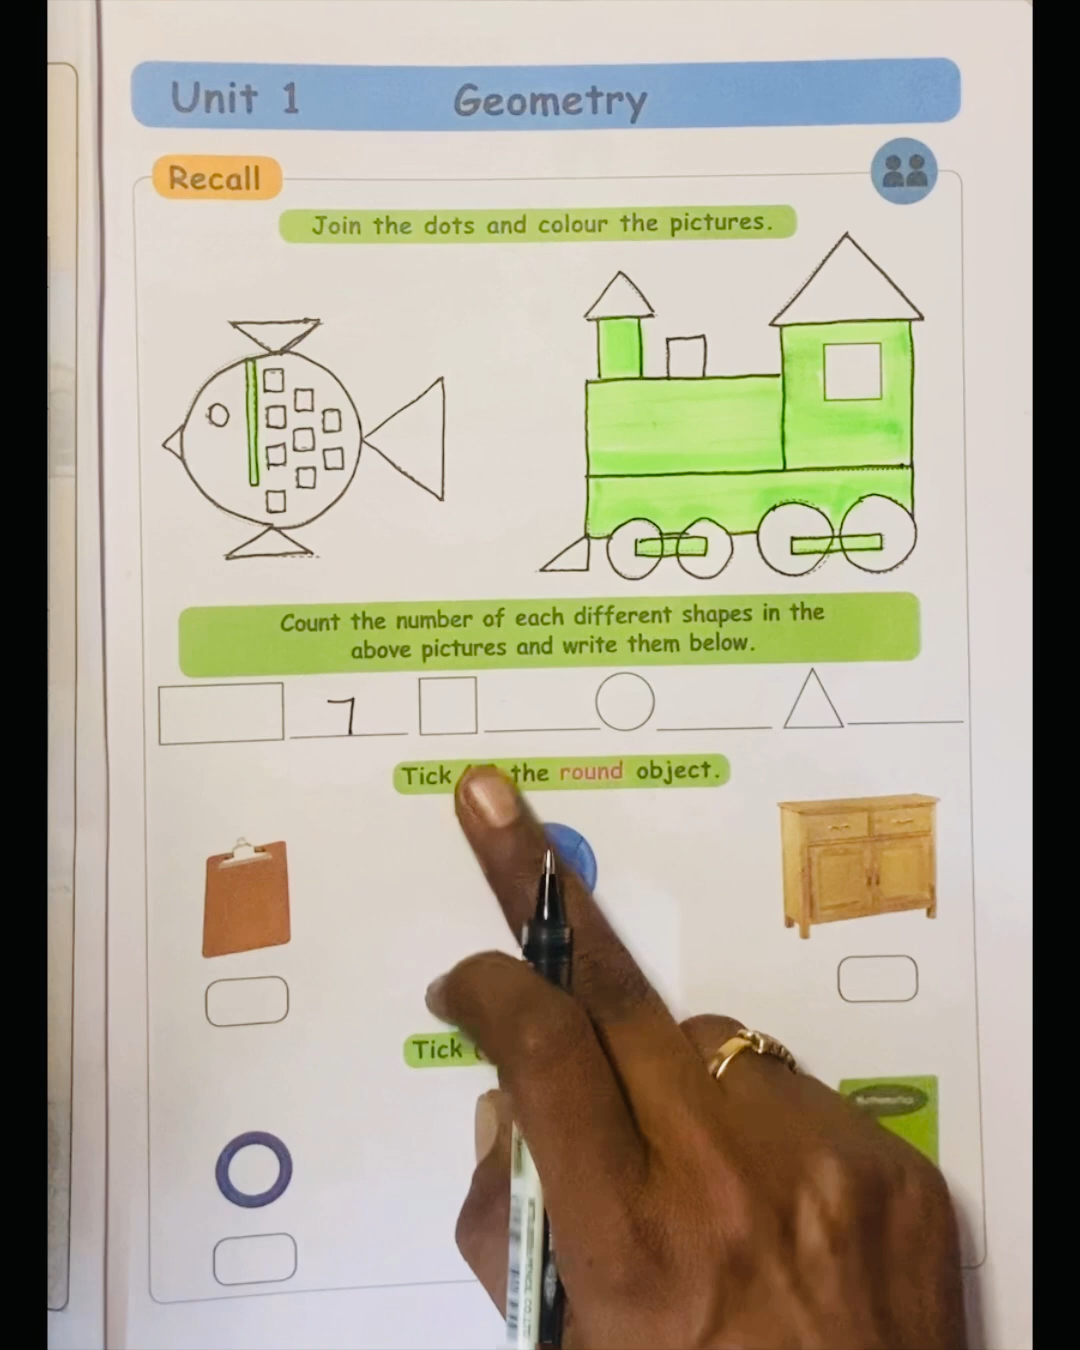 Unit 1 Geometry
Recall
Join the dots and colour the pictures.
Count the number of each different shapes in the
above pictures and write them below.
7
Tick the round object.
Tick
Mathematics